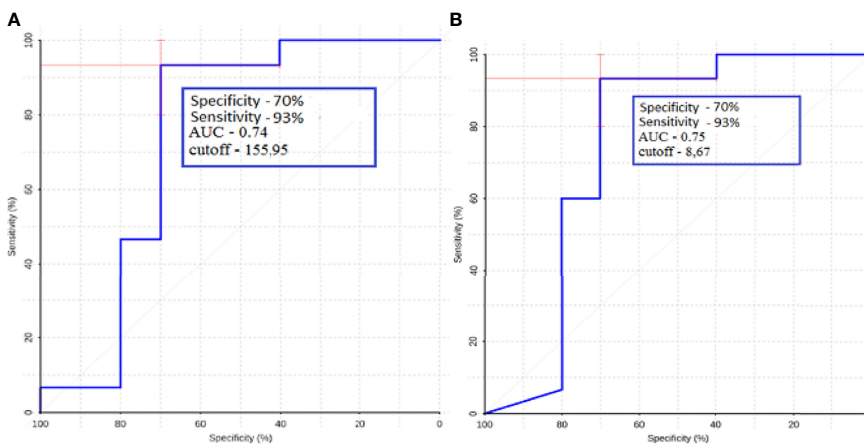 A
100
80
60
40
20
0
Sensitivity (%)
Specificity - 70%
Sensitivity - 93%
AUC - 0.74
cutoff - 155,95
100 80 60 40 20 0
Specificity (%)
B
100
80
60
40
20
0
Sensitivity (%)
Specificity - 70%
Sensitivity - 93%
AUC - 0.75
cutoff - 8,67
100 80 60 40 20
Specificity (%)